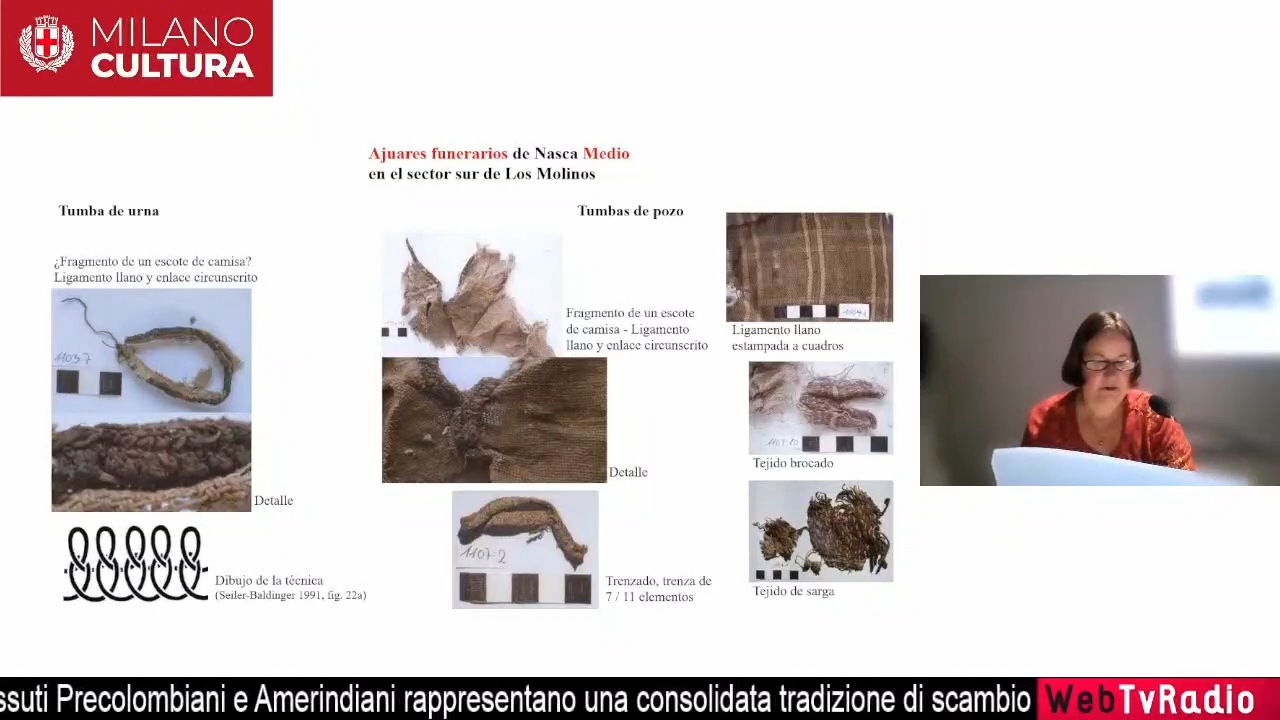 MILANO
CULTURA
Ajuares funerarios de Nasca Medio
en el sector sur de Los Molinos
Tumba de urna
Tumbas de pozo
¿Fragmento de un escote de camisa?
Ligamento llano y enlace circunscrito
1103 7
Detalle
Dibujo de la técnica
(Seiler-Baldinger 1991, fig. 22a)
Fragmento de un escote
de camisa - Ligamento
llano y enlace circunscrito
Detalle
1107-2
Trenzado, trenza de
7 / 11 elementos
Ligamento llano
estampada a cuadros
Tejido brocado
Tejido de sarga
ssuti Precolombiani e Amerindiani rappresentano una consolidata tradizione di scambio
WebTvRadio